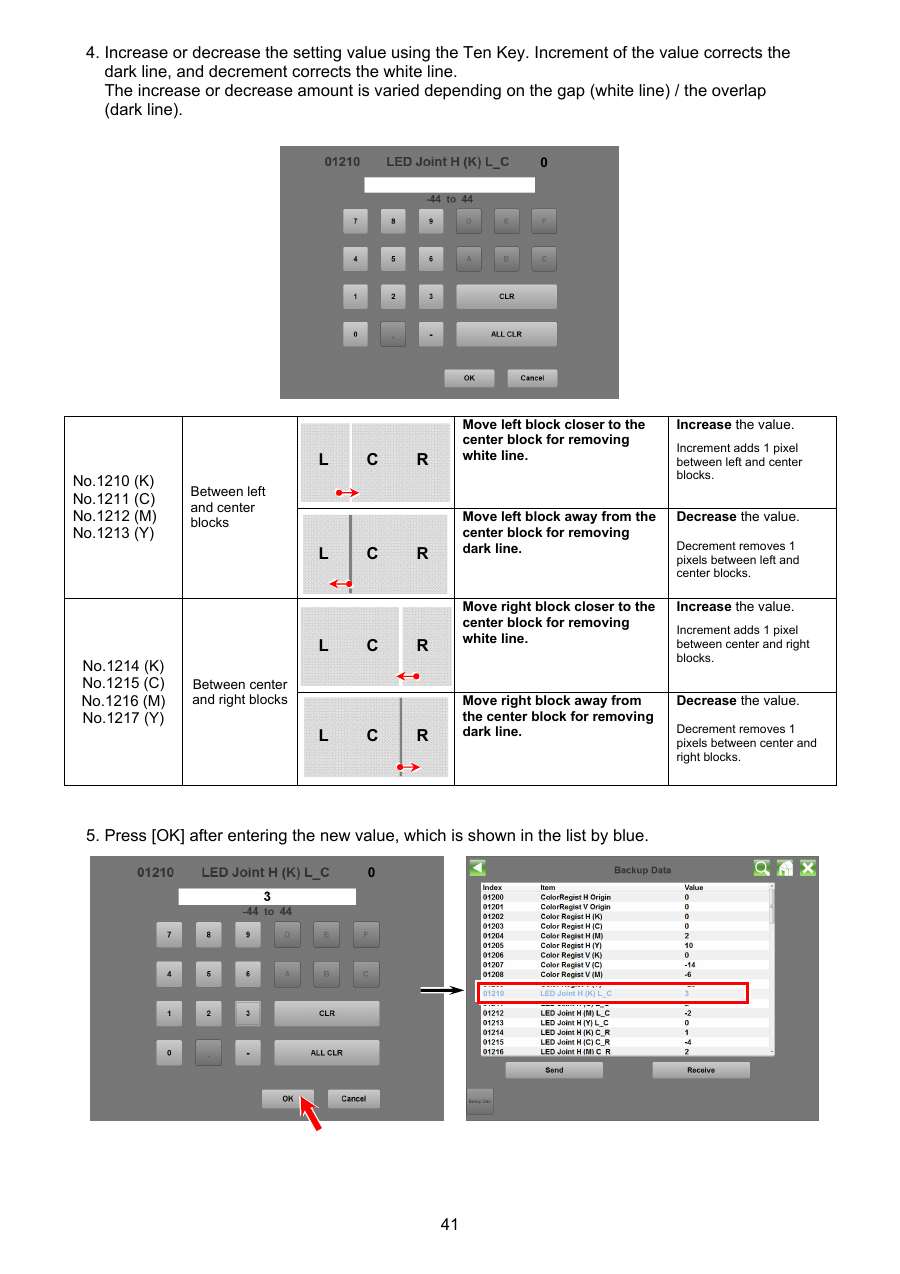 4. Increase or decrease the setting value using the Ten Key. Increment of the value corrects the
dark line, and decrement corrects the white line.
The increase or decrease amount is varied depending on the gap (white line) / the overlap
(dark line).
01210 LED Joint H (K) L_C 0
-44 to 44
7 8 9 D E F
4 5 6 A B C
1 2 3 CLR
0 . - ALL CLR
OK Cancel
No.1210 (K)
No.1211 (C)
No.1212 (M)
No.1213 (Y)
Between left
and center
blocks
L C R
Move left block closer to the
center block for removing
white line.
Increase the value.
Increment adds 1 pixel
between left and center
blocks.
L C R
Move left block away from the
center block for removing
dark line.
Decrease the value.
Decrement removes 1
pixels between left and
center blocks.
No.1214 (K)
No.1215 (C)
No.1216 (M)
No.1217 (Y)
Between center
and right blocks
L C R
Move right block closer to the
center block for removing
white line.
Increase the value.
Increment adds 1 pixel
between center and right
blocks.
L C R
Move right block away from
the center block for removing
dark line.
Decrease the value.
Decrement removes 1
pixels between center and
right blocks.
5. Press [OK] after entering the new value, which is shown in the list by blue.
01210 LED Joint H (K) L_C 0
3
-44 to 44
7 8 9 D E F
4 5 6 A B C
1 2 3 CLR
0 . - ALL CLR
OK Cancel
Backup Data
Index Item Value
01200 ColorRegist H Origin 0
01201 ColorRegist V Origin 0
01202 Color Regist H (K) 0
01203 Color Regist H (C) 0
01204 Color Regist H (M) 2
01205 Color Regist H (Y) 10
01206 Color Regist V (K) 0
01207 Color Regist V (C) -14
01208 Color Regist V (M) -6
01210 LED Joint H (K) L_C 3
01212 LED Joint H (M) L_C -2
01213 LED Joint H (Y) L_C 0
01214 LED Joint H (K) C_R 1
01215 LED Joint H (C) C_R -4
01216 LED Joint H (M) C_R 2
Send Receive
41